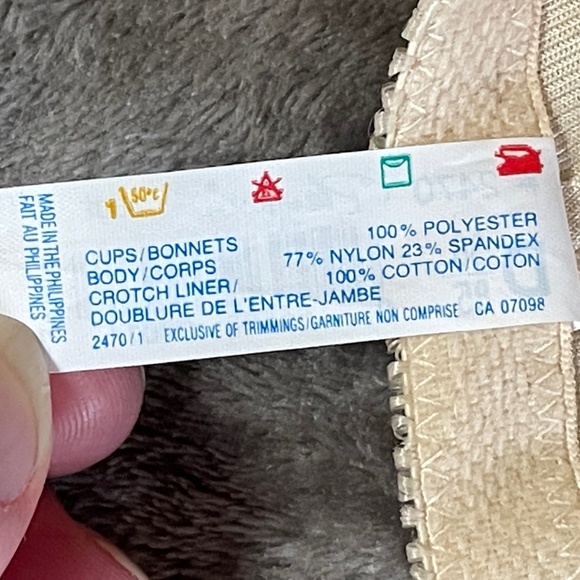 MADE IN THE PHILIPPINES
FAIT AU PHILIPPINES
50°C
CUPS/BONNETS 100% POLYESTER
BODY/CORPS 77% NYLON 23% SPANDEX
CROTCH LINER/ 100% COTTON/COTON
DOUBLURE DE L'ENTRE-JAMBE
2470/1 EXCLUSIVE OF TRIMMINGS/GARNITURE NON COMPRISE CA 07098